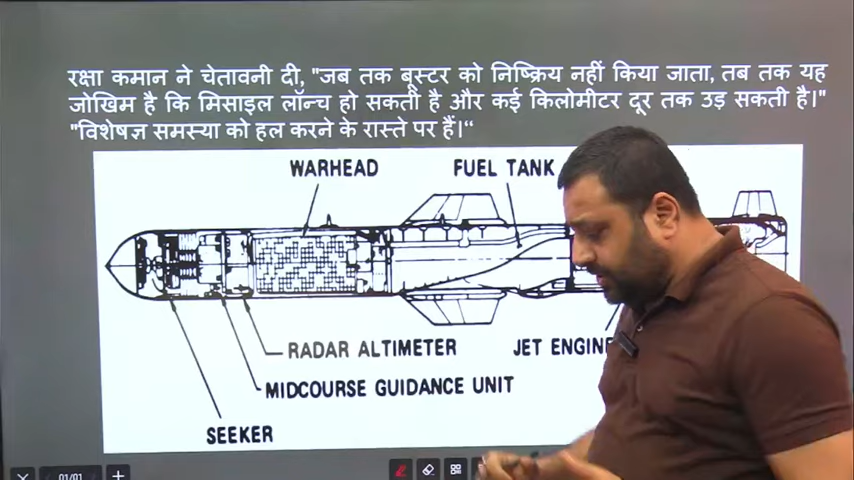 रक्षा कमान ने चेतावनी दी, "जब तक बूस्टर को निष्क्रिय नहीं किया जाता, तब तक यह
जोखिम है कि मिसाइल लॉन्च हो सकती है और कई किलोमीटर दूर तक उड़ सकती है।"
"विशेषज्ञ समस्या को हल करने के रास्ते पर हैं।“
WARHEAD
FUEL TANK
RADAR ALTIMETER
JET ENGINE
MIDCOURSE GUIDANCE UNIT
SEEKER
01/01